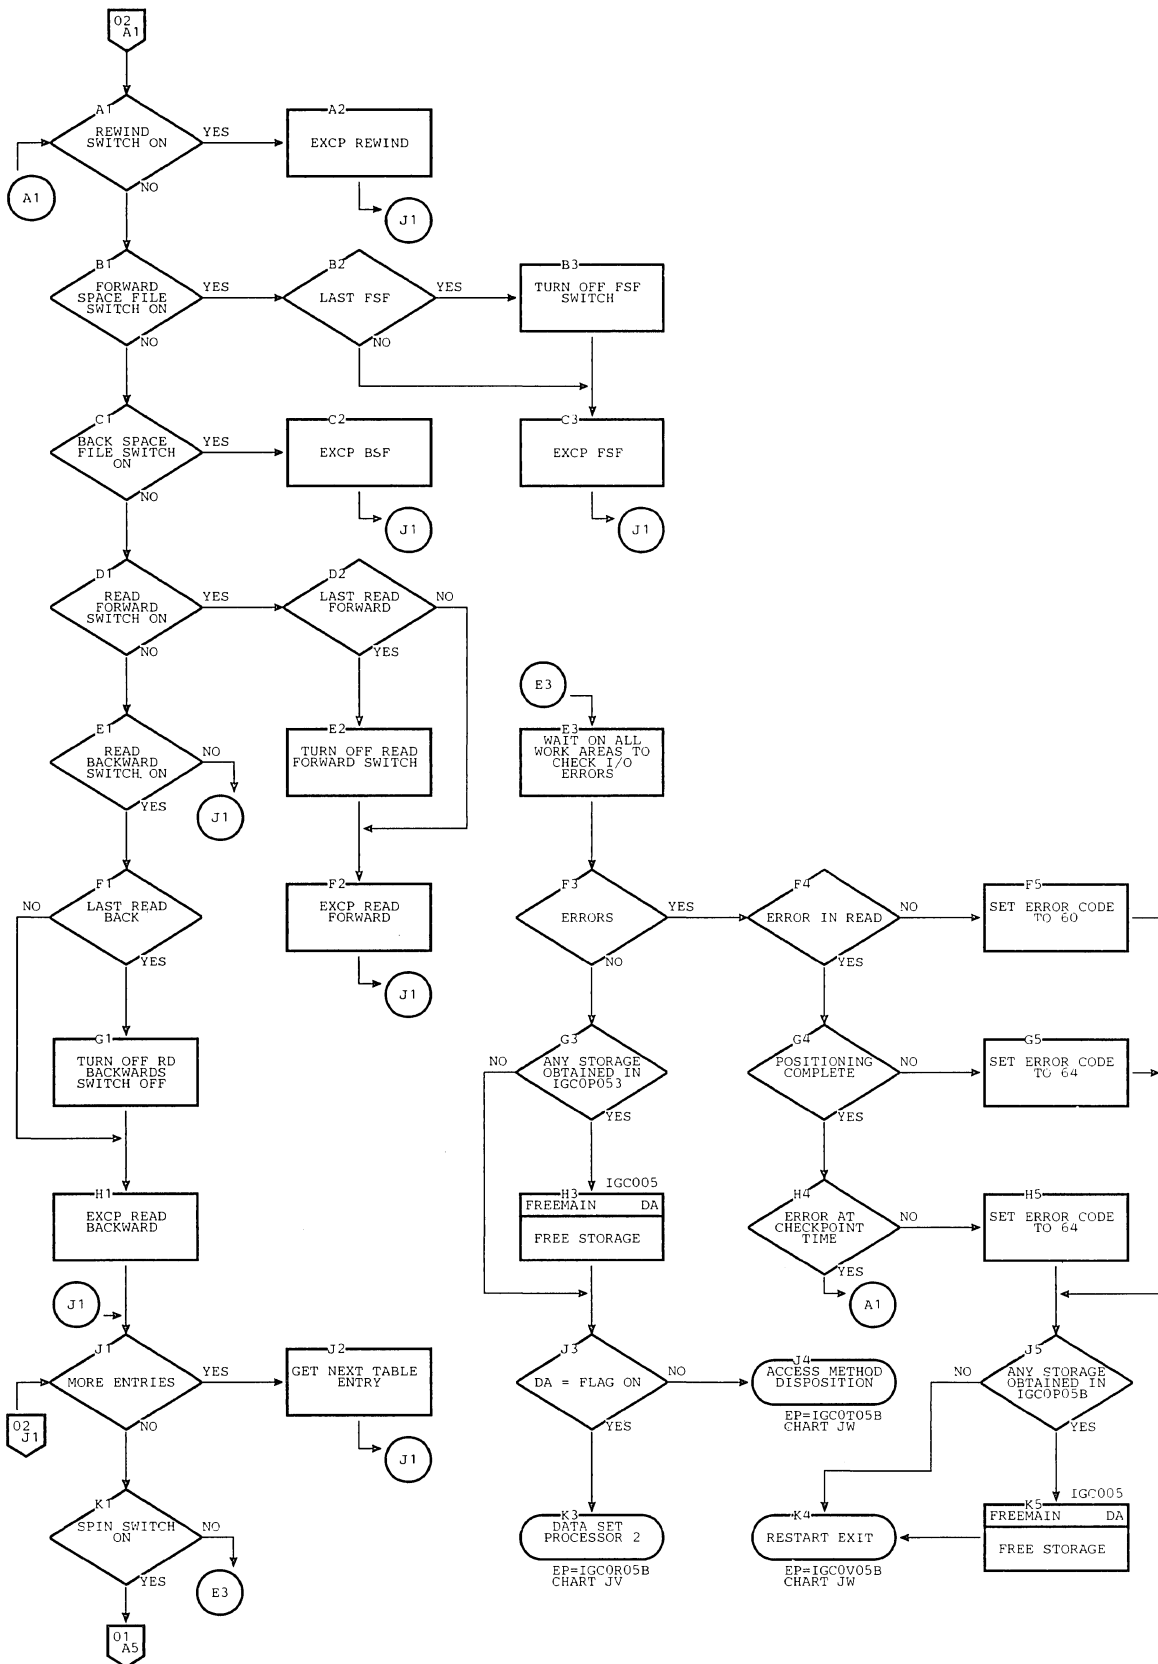 02
A1
A1
REWIND
SWITCH ON
YES
NO
A1
A2
EXCP REWIND
J1
B1
FORWARD
SPACE FILE
SWITCH ON
YES
NO
B2
LAST FSF
YES
NO
B3
TURN OFF FSF
SWITCH
C1
BACK SPACE
FILE SWITCH
ON
YES
NO
C2
EXCP BSF
J1
C3
EXCP FSF
J1
D1
READ
FORWARD
SWITCH ON
YES
NO
D2
LAST READ
FORWARD
NO
YES
E1
READ
BACKWARD
SWITCH ON
NO
YES
J1
E2
TURN OFF READ
FORWARD SWITCH
E3
E3
WAIT ON ALL
WORK AREAS TO
CHECK I/O
ERRORS
F1
NO
LAST READ
BACK
YES
F2
EXCP READ
FORWARD
J1
F3
ERRORS
YES
NO
F4
ERROR IN READ
NO
YES
F5
SET ERROR CODE
TO 60
G1
TURN OFF RD
BACKWARDS
SWITCH OFF
G3
NO
ANY STORAGE
OBTAINED IN
IGC0P053
YES
G4
POSITIONING
COMPLETE
NO
YES
G5
SET ERROR CODE
TO 64
H1
EXCP READ
BACKWARD
IGC005
H3
FREEMAIN DA
FREE STORAGE
H4
ERROR AT
CHECKPOINT
TIME
NO
YES
A1
H5
SET ERROR CODE
TO 64
J1
J1
MORE ENTRIES
YES
NO
02
J1
J2
GET NEXT TABLE
ENTRY
J1
J3
DA = FLAG ON
NO
YES
J4
ACCESS METHOD
DISPOSITION
EP=IGC0T05B
CHART JW
J5
NO
ANY STORAGE
OBTAINED IN
IGC0P05B
YES
K1
SPIN SWITCH
ON
NO
YES
E3
01
A5
K3
DATA SET
PROCESSOR 2
EP=IGC0R05B
CHART JV
K4
RESTART EXIT
EP=IGC0V05B
CHART JW
IGC005
K5
FREEMAIN DA
FREE STORAGE